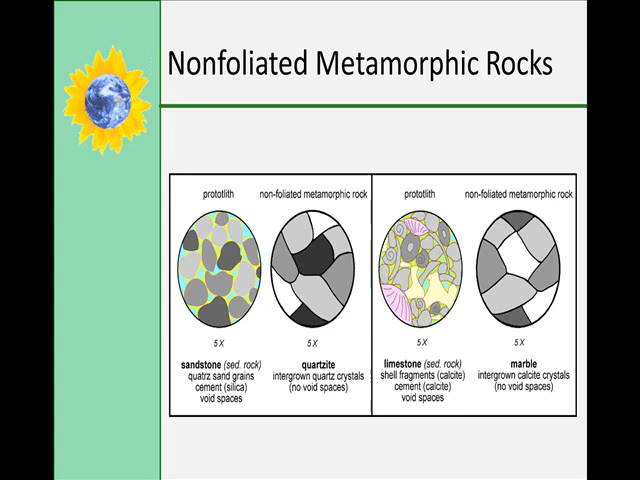 Nonfoliated Metamorphic Rocks
protolith non-foliated metamorphic rock protolith non-foliated metamorphic rock
5 X 5 X 5 X 5 X
sandstone (sed. rock) quartzite limestone (sed. rock) marble
quatrz sand grains intergrown quartz crystals shell fragments (calcite) intergrown calcite crystals
cement (silica) (no void spaces) cement (calcite) (no void spaces)
void spaces void spaces